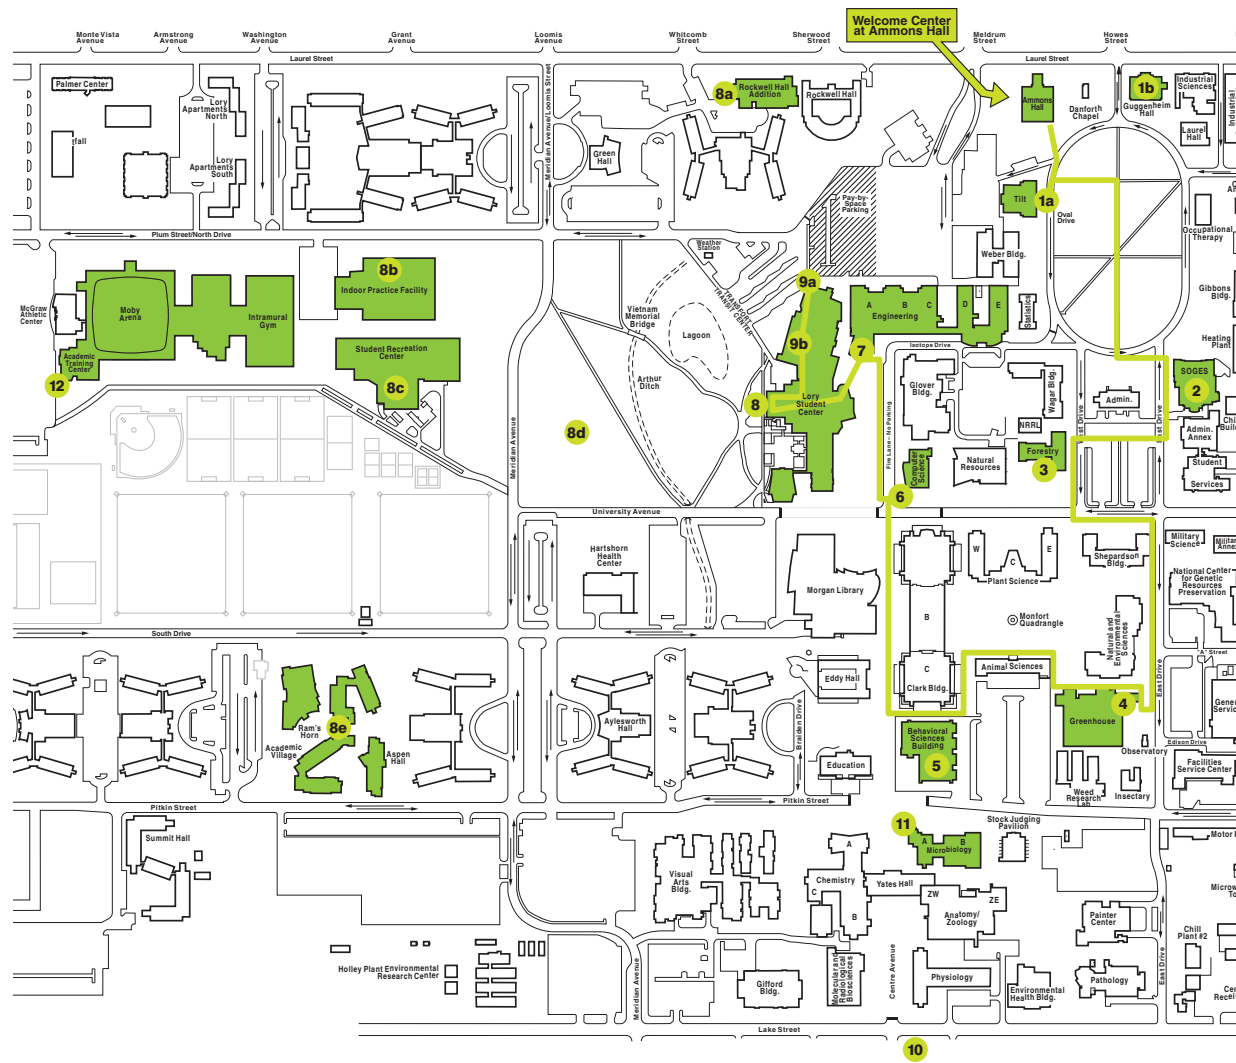 Welcome Center
at Ammons Hall
Monte Vista
Avenue
Armstrong
Avenue
Washington
Avenue
Grant
Avenue
Loomis
Avenue
Whitcomb
Street
Sherwood
Street
Meldrum
Street
Howes
Street
Laurel Street
Laurel Street
Palmer Center
Lory
Apartments
North
Lory
Apartments
South
Meridian Avenue/Loomis Street
Green
Hall
8a
Rockwell Hall
Addition
Rockwell Hall
Ammons
Hall
Danforth
Chapel
1b
Guggenheim
Hall
Industrial
Sciences
Laurel
Hall
Industrial
Tilt
1a
Oval
Drive
Pay-by-
Space
Parking
Weber Bldg.
Occupational
Therapy
Plum Street/North Drive
Weather
Station
TRANSFORT
TRANSIT CENTER
8b
Indoor Practice Facility
McGraw
Athletic
Center
Moby
Arena
Intramural
Gym
Academic
Training
Center
12
Student Recreation
Center
8c
Vietnam
Memorial
Bridge
Lagoon
Arthur
Ditch
9a
9b
A
B
C
D
E
Engineering
Statistics
Isotope Drive
7
8
Lory
Student
Center
Gibbons
Bldg.
Heating
Plant
SOGES
2
Glover
Bldg.
Wagar Bldg.
NRRL
Admin.
Admin.
Annex
Student
Services
Fire Lane - No Parking
Computer
Science
6
Natural
Resources
Forestry
3
8d
Meridian Avenue
University Avenue
Hartshorn
Health
Center
Morgan Library
W
C
E
Plant Science
Shepardson
Bldg.
Military
Science
National Center
for Genetic
Resources
Preservation
B
Monfort
Quadrangle
Natural and
Environmental
Sciences
"A" Street
South Drive
Eddy Hall
C
Clark Bldg.
Animal Sciences
East Drive
4
Greenhouse
Observatory
Edison Drive
Facilities
Service Center
Ram's
Horn
8e
Academic
Village
Aspen
Hall
Aylesworth
Hall
Braiden Drive
Education
Behavioral
Sciences
Building
5
Weed
Research
Lab
Insectary
Pitkin Street
Pitkin Street
Summit Hall
11
A
B
Microbiology
Stock Judging
Pavilion
Visual
Arts
Bldg.
A
Chemistry
C
B
Yates Hall
ZW
ZE
Anatomy/
Zoology
Painter
Center
Chill
Plant #2
East Drive
Holley Plant Environmental
Research Center
Meridian Avenue
Gifford
Bldg.
Molecular and
Radiological
Biosciences
Centre Avenue
Physiology
Environmental
Health Bldg.
Pathology
Lake Street
10